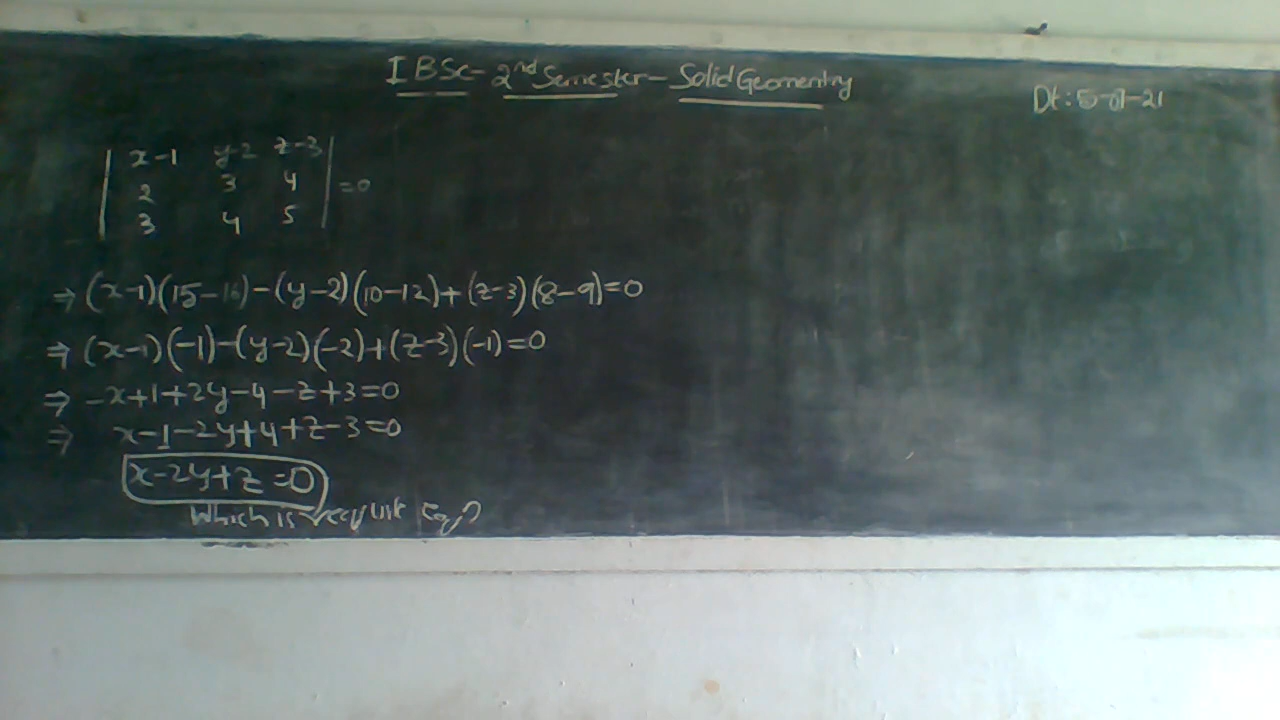 I BSc - 2nd Semester - Solid Geomentry
Dt: 5-07-21
| x-1 y-2 z-3 |
| 2 3 4 | =0
| 3 4 5 |
⇒ (x-1)(15-16)-(y-2)(10-12)+(z-3)(8-9)=0
⇒ (x-1)(-1)-(y-2)(-2)+(z-3)(-1)=0
⇒ -x+1+2y-4-z+3=0
⇒ x-1-2y+4+z-3=0
x-2y+z=0
Which is